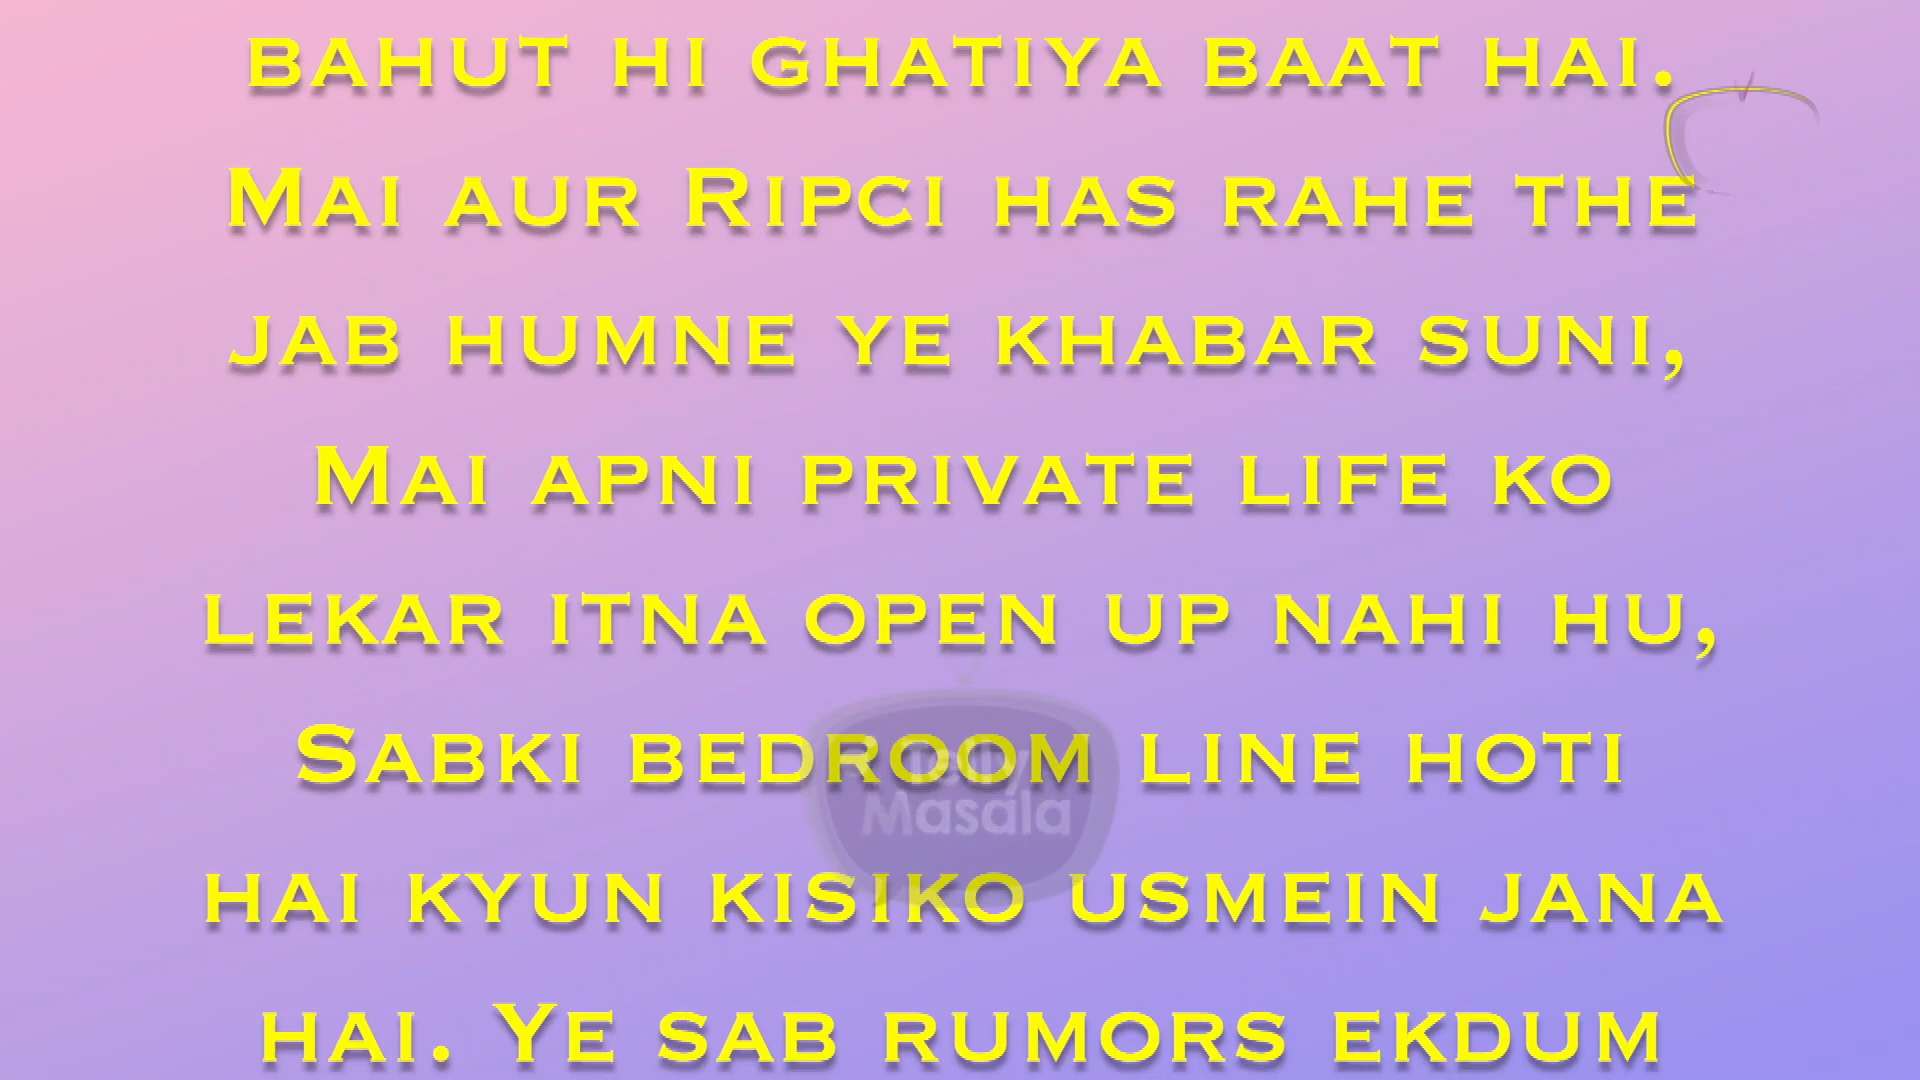 BAHUT HI GHATIYA BAAT HAI.
MAI AUR RIPCI HAS RAHE THE
JAB HUMNE YE KHABAR SUNI,
MAI APNI PRIVATE LIFE KO
LEKAR ITNA OPEN UP NAHI HU,
SABKI BEDROOM LINE HOTI
Telly
Masala
HAI KYUN KISIKO USMEIN JANA
HAI. YE SAB RUMORS EKDUM